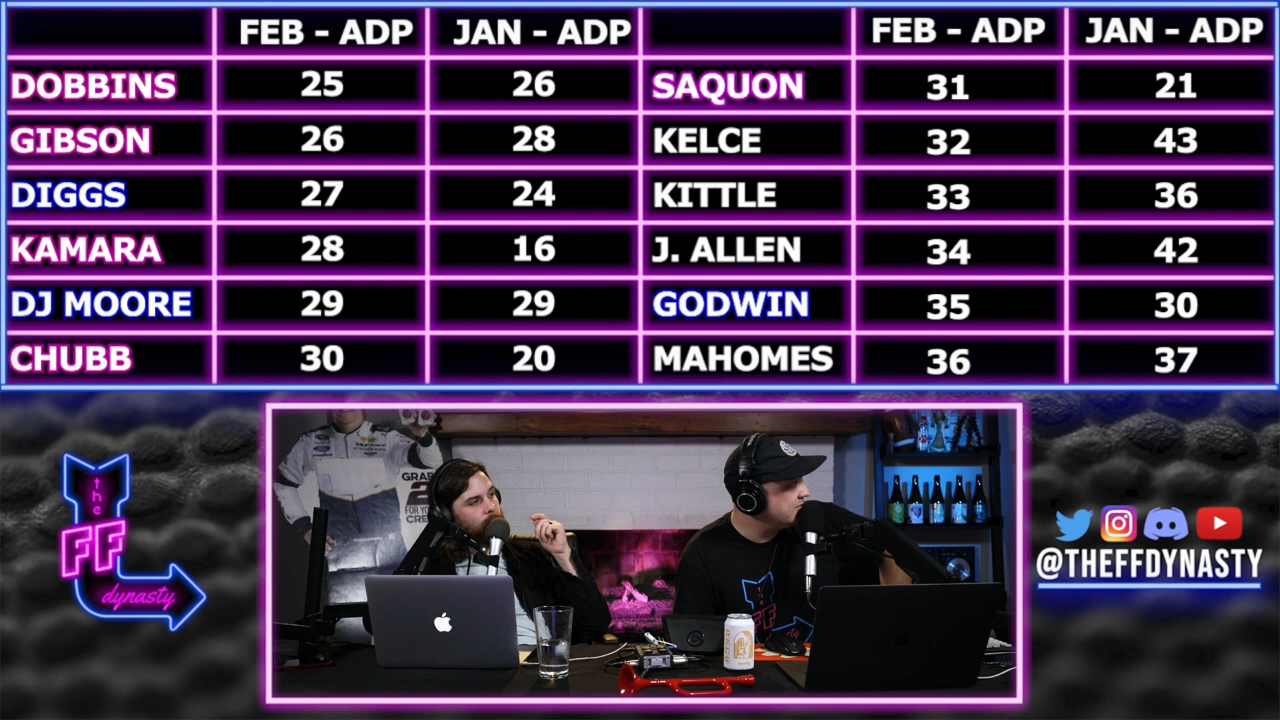 FEB - ADP JAN - ADP FEB - ADP JAN - ADP
DOBBINS 25 26 SAQUON 31 21
GIBSON 26 28 KELCE 32 43
DIGGS 27 24 KITTLE 33 36
KAMARA 28 16 J. ALLEN 34 42
DJ MOORE 29 29 GODWIN 35 30
CHUBB 30 20 MAHOMES 36 37
the
FF
dynasty
@THEFFDYNASTY
FF